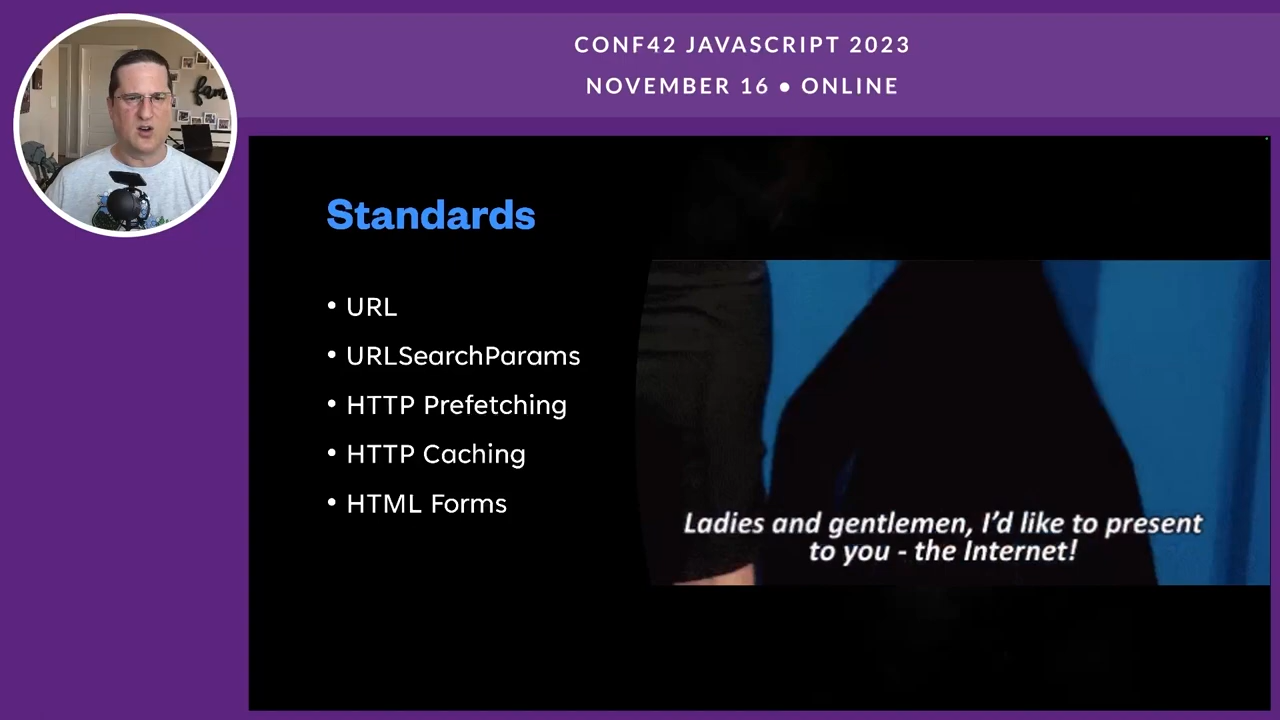 CONF42 JAVASCRIPT 2023
NOVEMBER 16 • ONLINE
Standards
• URL
• URLSearchParams
• HTTP Prefetching
• HTTP Caching
• HTML Forms
Ladies and gentlemen, I'd like to present
to you - the Internet!